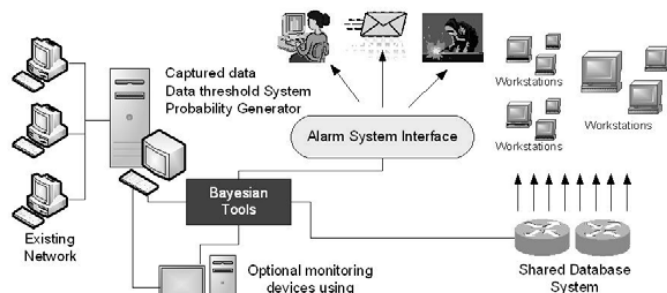 Captured data
Data threshold System
Probability Generator
Alarm System Interface
Workstations
Workstations
Workstations
Bayesian
Tools
Existing
Network
Optional monitoring
devices using
Shared Database
System